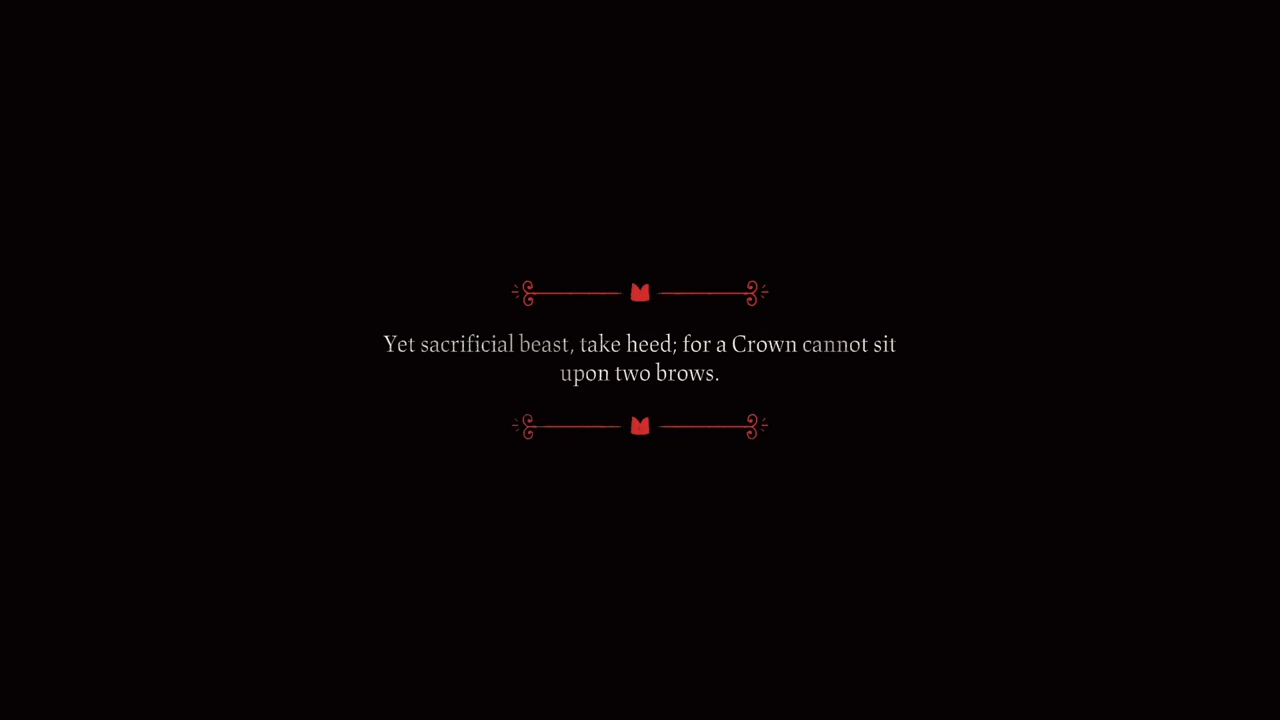 Yet sacrificial beast, take heed; for a Crown cannot sit
upon two brows.